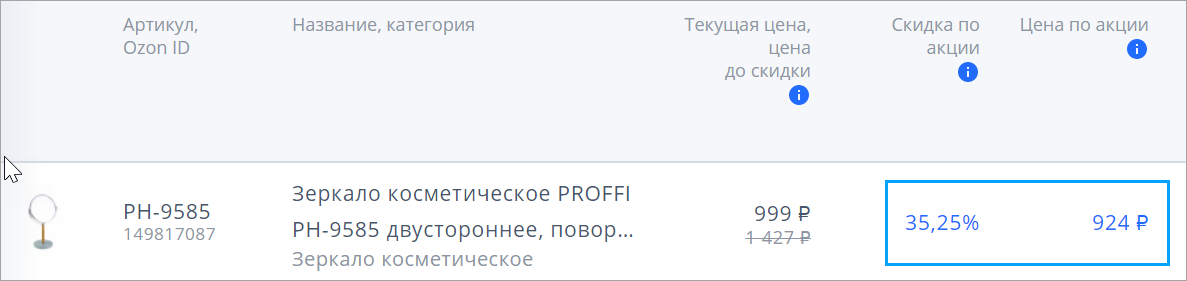 Артикул,
Ozon ID
Название, категория
Текущая цена,
цена
до скидки
Скидка по
акции
Цена по акции
PH-9585
149817087
Зеркало косметическое PROFFI
PH-9585 двустороннее, повор...
Зеркало косметическое
999 ₽
1 427 ₽
35,25%
924 ₽